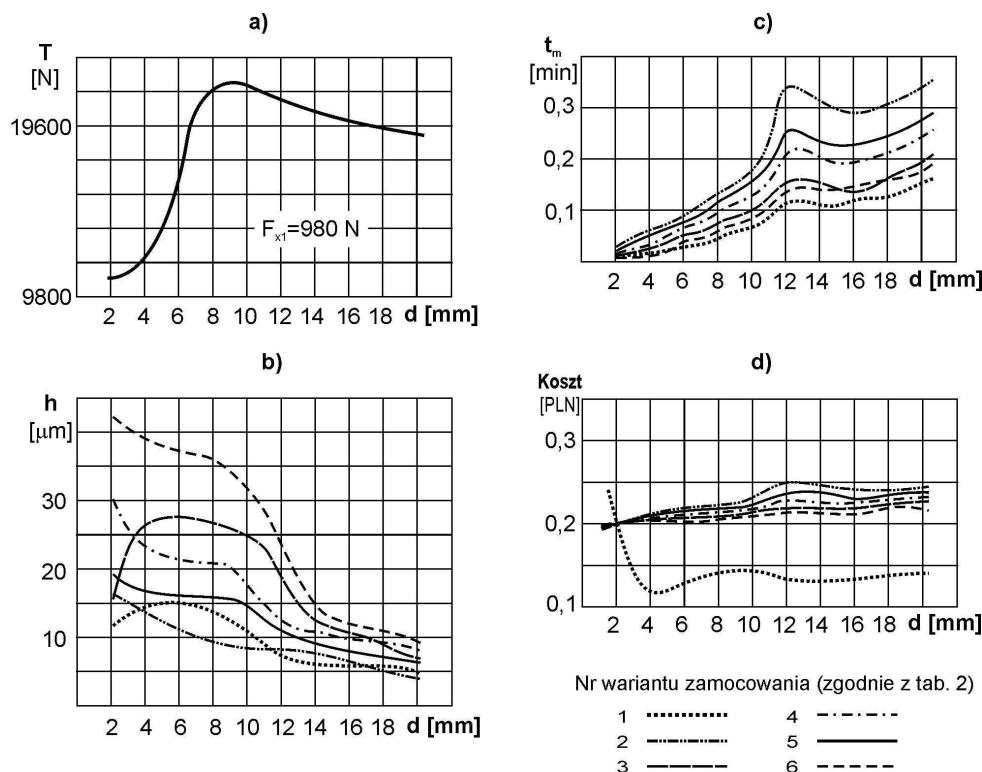 a)
T
[N]
19600
9800
Fx1=980 N
2 4 6 8 10 12 14 16 18 d [mm]
b)
h
[μm]
30
20
10
2 4 6 8 10 12 14 16 18 d [mm]
c)
tm
[min]
0,3
0,2
0,1
2 4 6 8 10 12 14 16 18 d [mm]
d)
Koszt
[PLN]
0,3
0,2
0,1
2 4 6 8 10 12 14 16 18 d [mm]
Nr wariantu zamocowania (zgodnie z tab. 2)
1 4
2 5
3 6